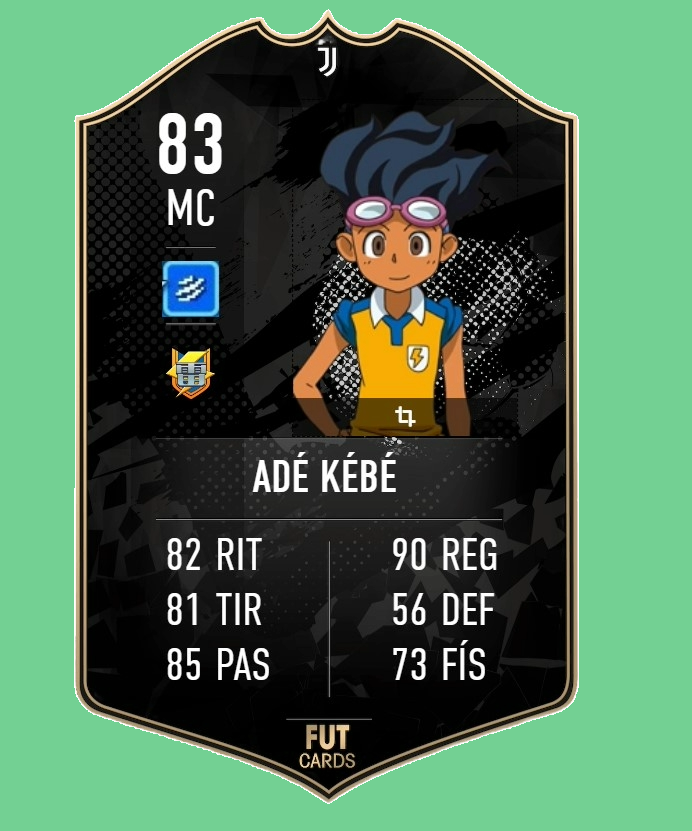 83
MC
ADÉ KÉBÉ
82 RIT
90 REG
81 TIR
56 DEF
85 PAS
73 FÍS
FUT
CARDS